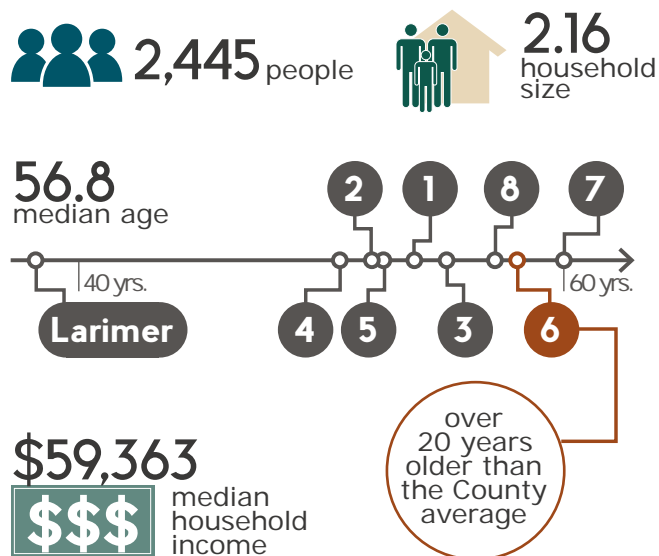 2,445 people
2.16
household
size
56.8
median age
2 1 8 7
40 yrs.
60 yrs.
Larimer
4 5 3 6
over
20 years
older than
the County
average
$59,363
$$$
median
household
income